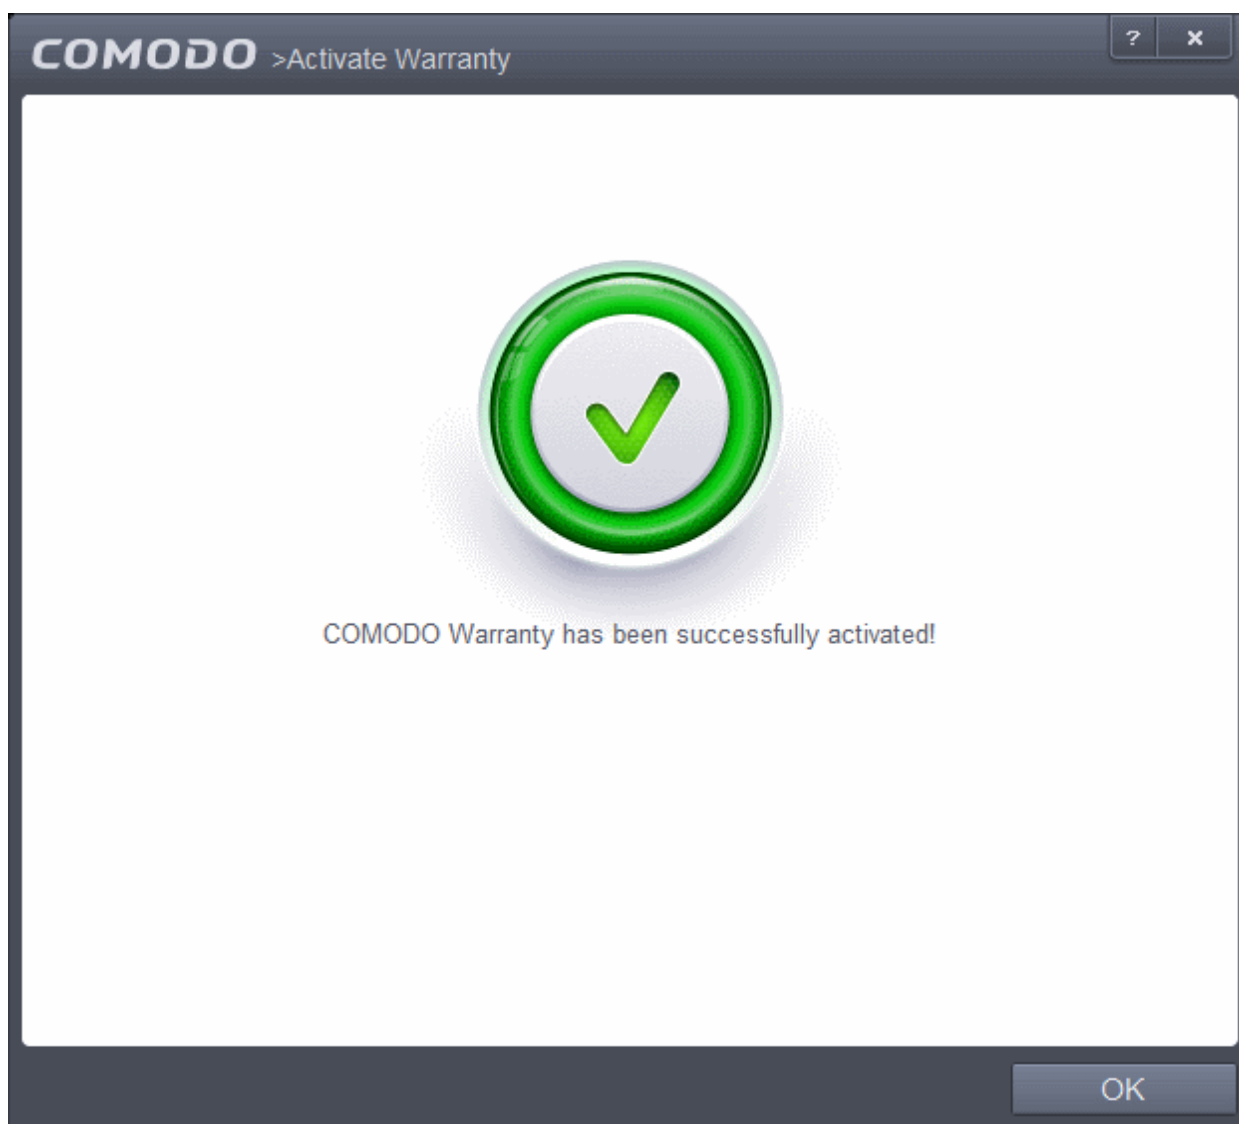 COMODO >Activate Warranty
? ×
COMODO Warranty has been successfully activated!
OK